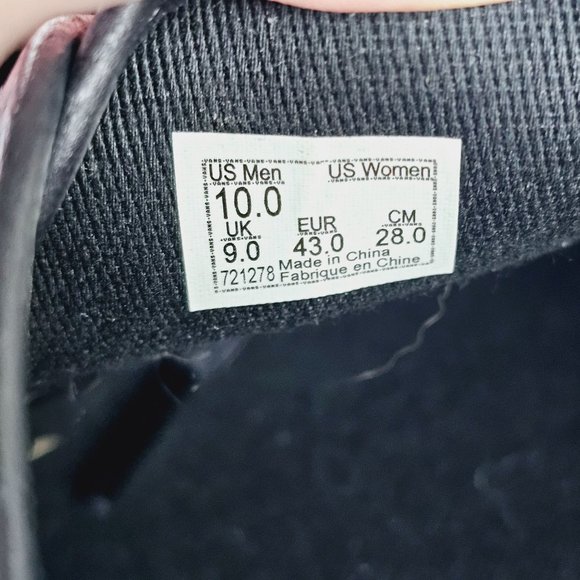 US Men US Women
10.0
UK EUR CM
9.0 43.0 28.0
Made in China
721278 Fabrique en Chine